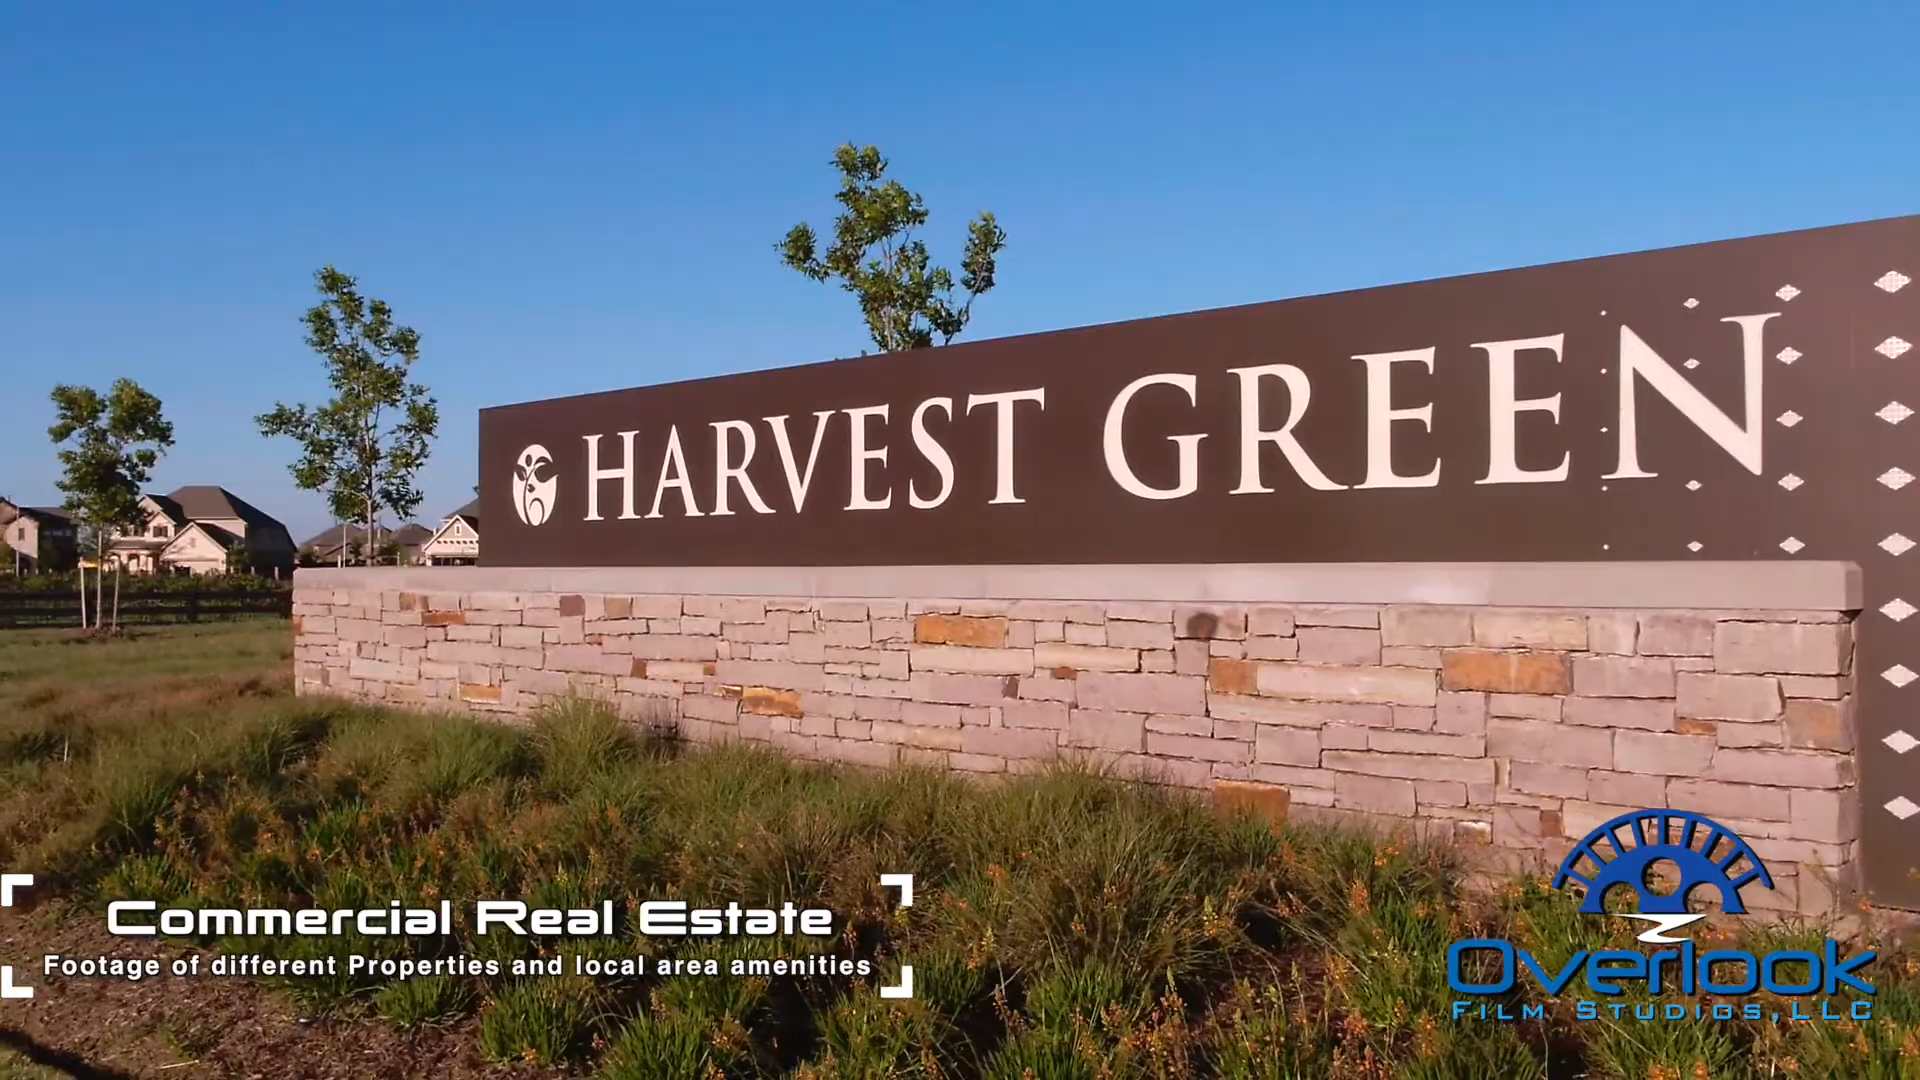 HARVEST GREEN
Commercial Real Estate
Footage of different Properties and local area amenities
Overlook
FILM STUDIOS, LLC